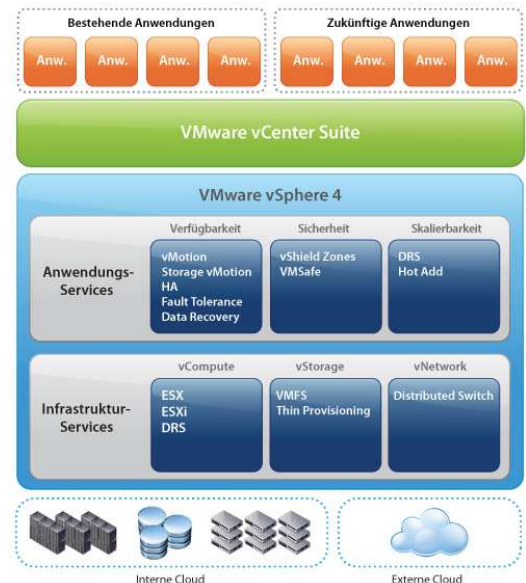 Bestehende Anwendungen
Zukünftige Anwendungen
Anw. Anw. Anw. Anw.
Anw. Anw. Anw. Anw.
VMware vCenter Suite
VMware vSphere 4
Anwendungs-
Services
Verfügbarkeit
vMotion
Storage vMotion
HA
Fault Tolerance
Data Recovery
Sicherheit
vShield Zones
VMSafe
Skalierbarkeit
DRS
Hot Add
Infrastruktur-
Services
vCompute
ESX
ESXi
DRS
vStorage
VMFS
Thin Provisioning
vNetwork
Distributed Switch
Interne Cloud
Externe Cloud